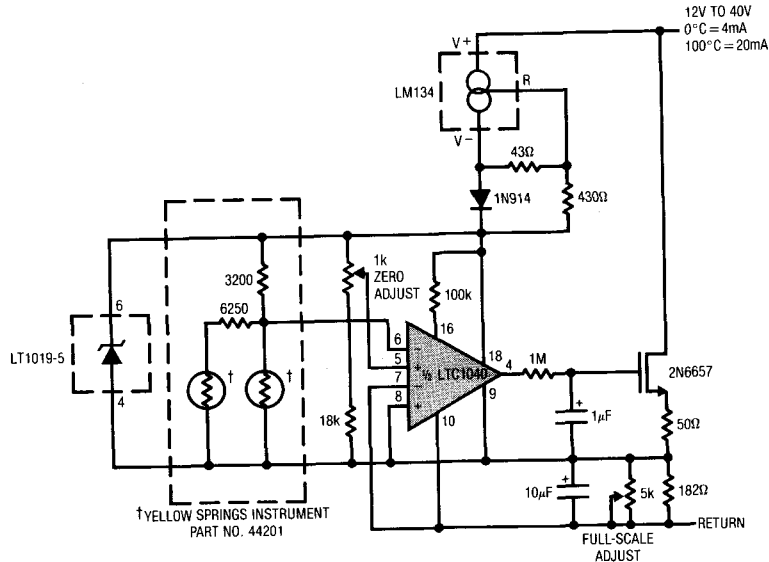 12V TO 40V
0°C = 4mA
100°C = 20mA
V+
R
LM134
V−
43Ω
1N914
430Ω
3200
1k
ZERO
ADJUST
100k
6250
6
16
LT1019-5
6
−
18
1M
5
+
½ LTC1040
4
2N6657
7
−
†
†
4
8
+
9
18k
10
+
1µF
50Ω
+
10µF
5k
182Ω
†YELLOW SPRINGS INSTRUMENT
PART NO. 44201
RETURN
FULL-SCALE
ADJUST